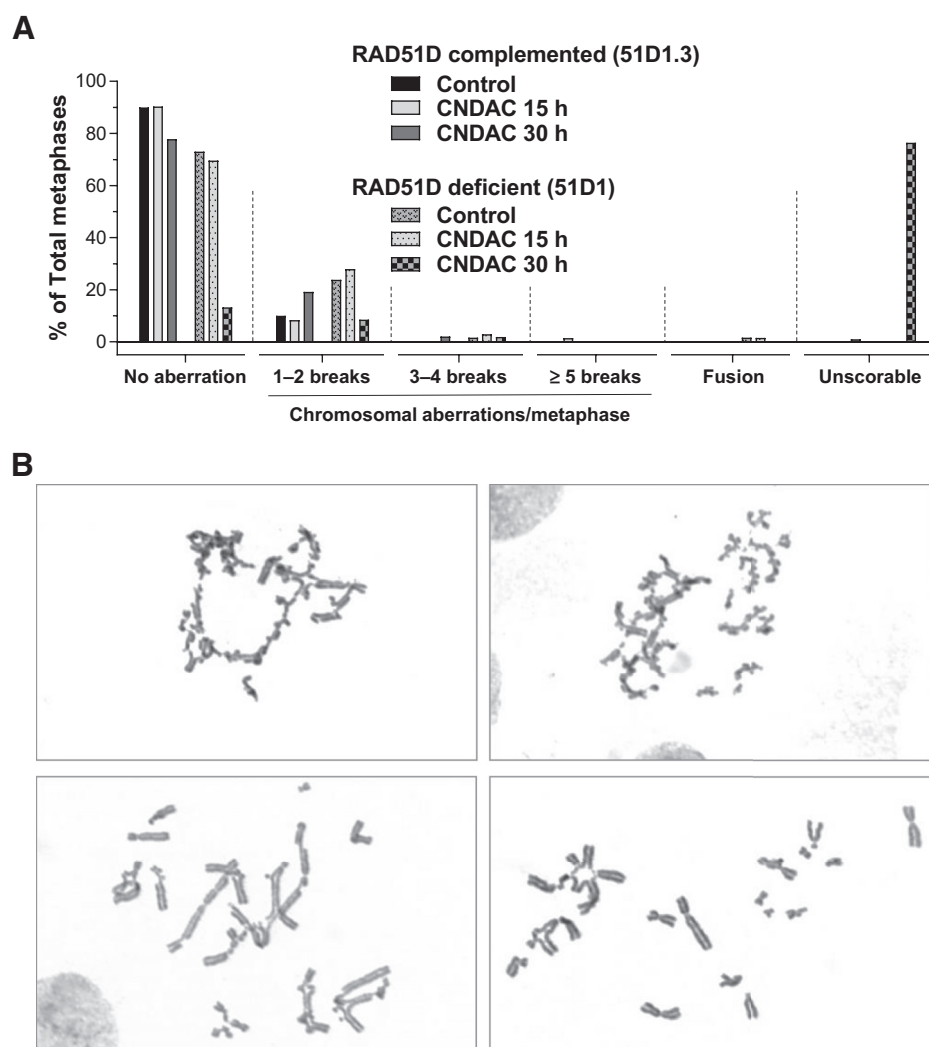 A
RAD51D complemented (51D1.3)
Control
CNDAC 15 h
CNDAC 30 h
RAD51D deficient (51D1)
Control
CNDAC 15 h
CNDAC 30 h
% of Total metaphases
100
80
60
40
20
0
No aberration 1–2 breaks 3–4 breaks ≥ 5 breaks Fusion Unscorable
Chromosomal aberrations/metaphase
B